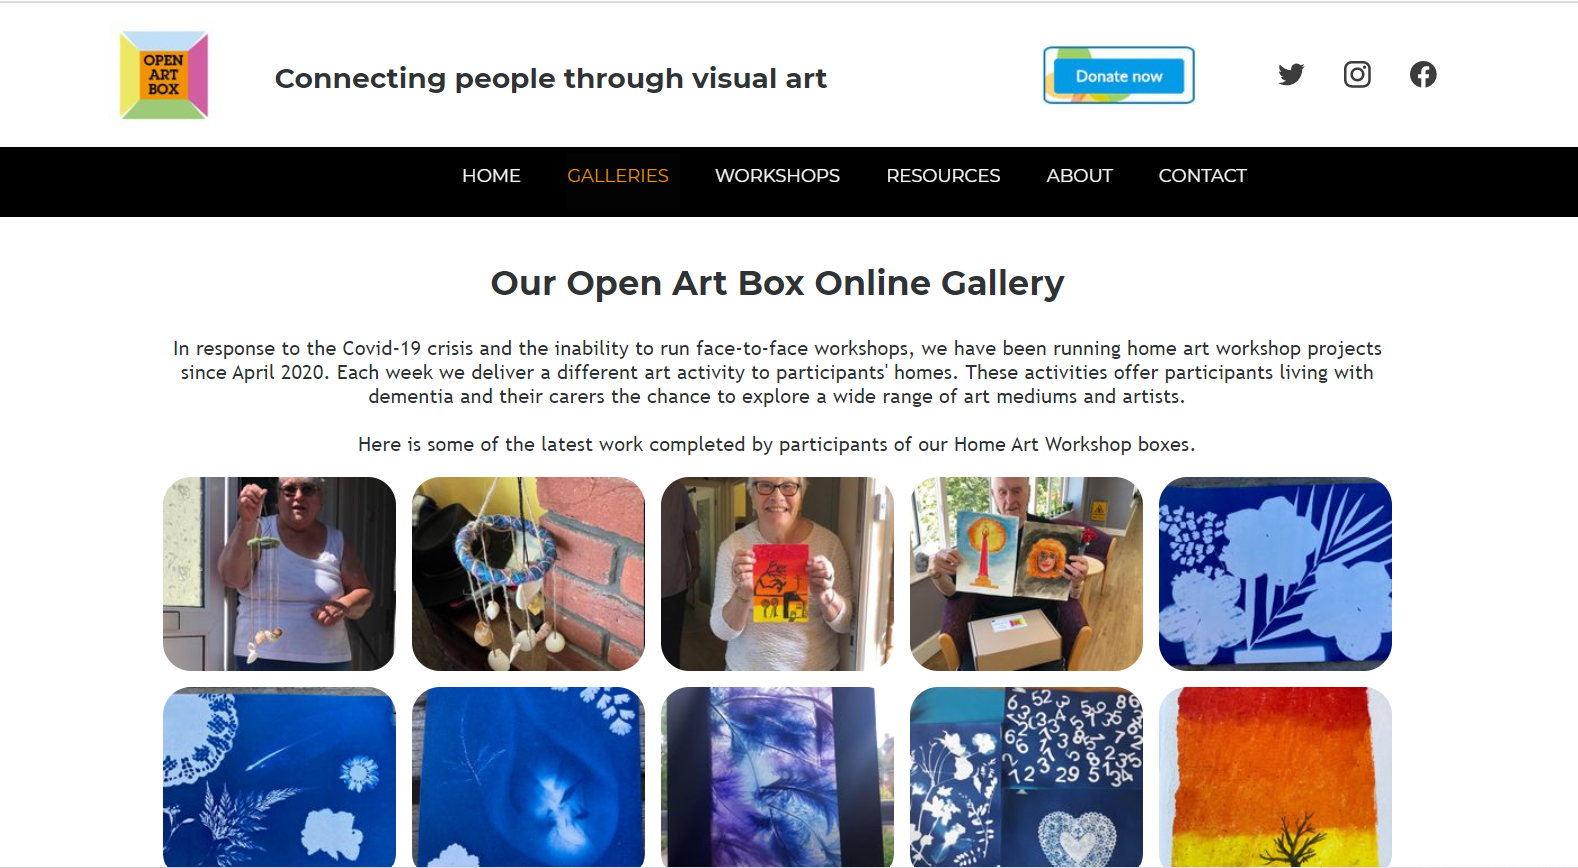 OPEN
ART
BOX
Connecting people through visual art
Donate now
HOME GALLERIES WORKSHOPS RESOURCES ABOUT CONTACT
Our Open Art Box Online Gallery
In response to the Covid-19 crisis and the inability to run face-to-face workshops, we have been running home art workshop projects
since April 2020. Each week we deliver a different art activity to participants' homes. These activities offer participants living with
dementia and their carers the chance to explore a wide range of art mediums and artists.
Here is some of the latest work completed by participants of our Home Art Workshop boxes.